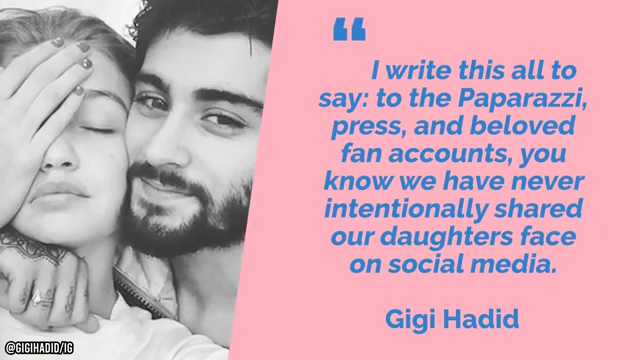 ❝
I write this all to
say: to the Paparazzi,
press, and beloved
fan accounts, you
know we have never
intentionally shared
our daughters face
on social media.
Gigi Hadid
@GIGIHADID/IG